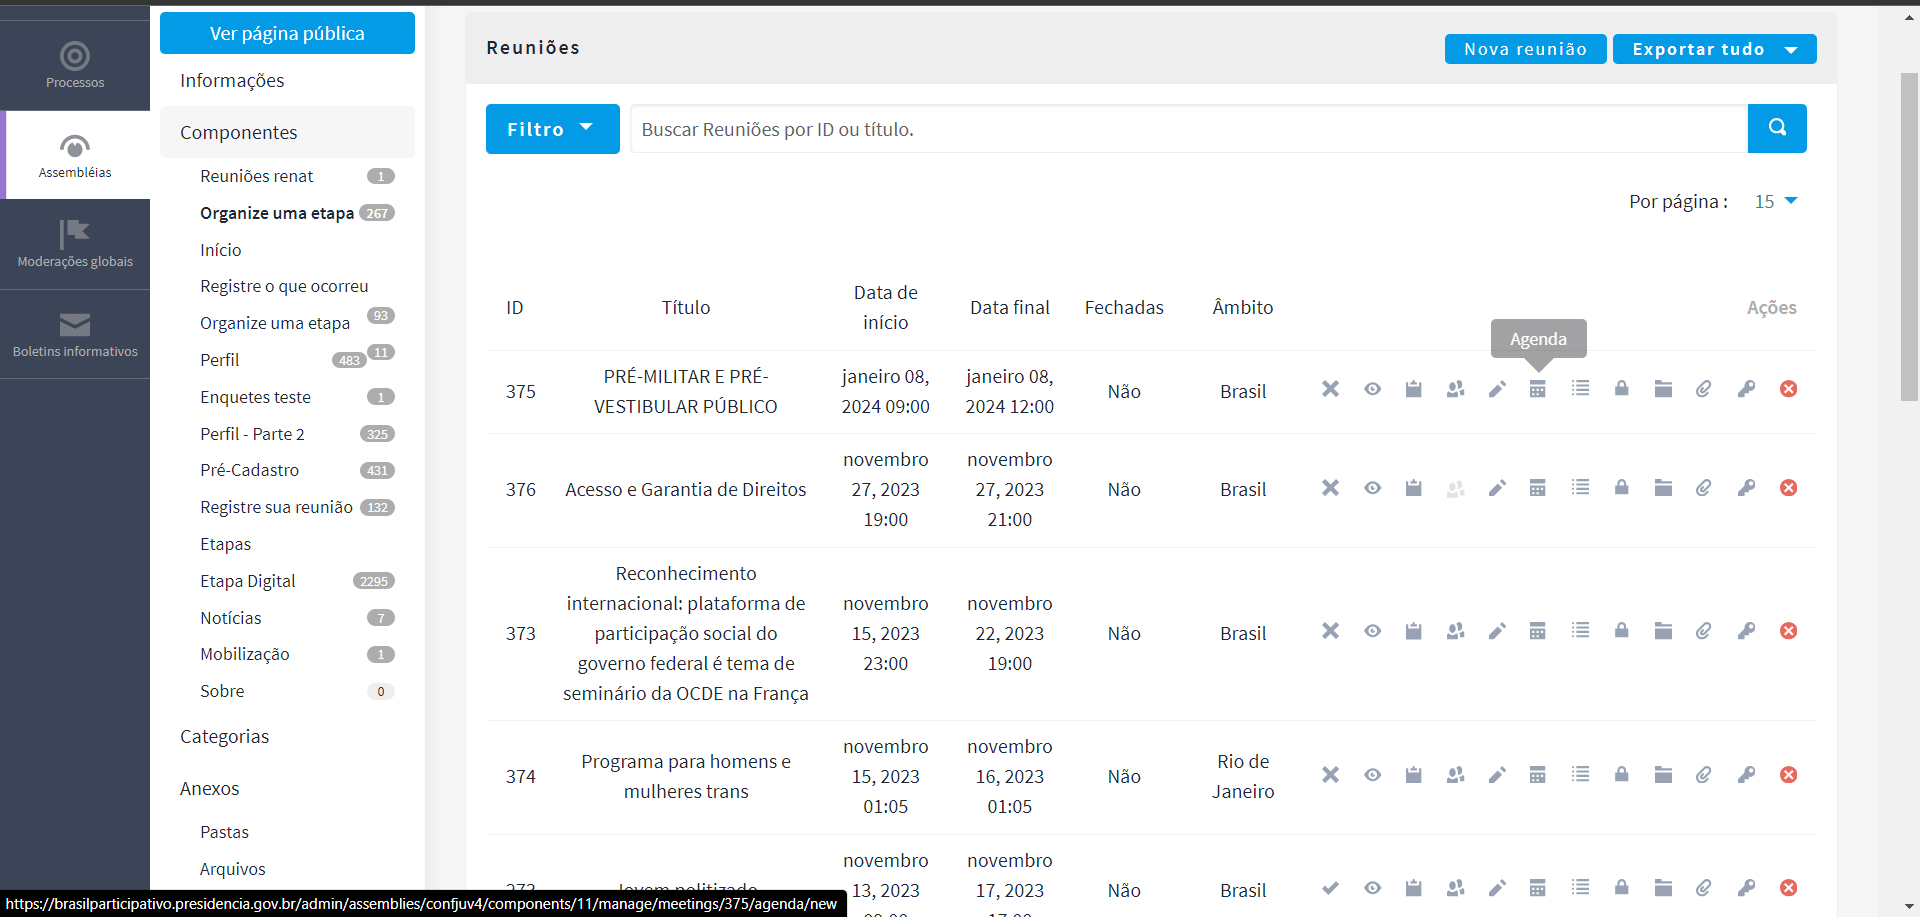 Processos
Assembléias
Moderações globais
Boletins informativos
Ver página pública
Informações
Componentes
Reuniões renat 1
Organize uma etapa 267
Início
Registre o que ocorreu 93
Organize uma etapa 11
Perfil 483
Enquetes teste 1
Perfil - Parte 2 325
Pré-Cadastro 431
Registre sua reunião 132
Etapas
Etapa Digital 2295
Notícias 7
Mobilização 1
Sobre 0
Categorias
Anexos
Pastas
Arquivos
Reuniões
Nova reunião
Exportar tudo
Filtro
Buscar Reuniões por ID ou título.
Por página : 15
ID
Título
Data de
início
Data final
Fechadas
Âmbito
Ações
Agenda
375
PRÉ-MILITAR E PRÉ-
VESTIBULAR PÚBLICO
janeiro 08,
2024 09:00
janeiro 08,
2024 12:00
Não
Brasil
376
Acesso e Garantia de Direitos
novembro
27, 2023
19:00
novembro
27, 2023
21:00
Não
Brasil
373
Reconhecimento
internacional: plataforma de
participação social do
governo federal é tema de
seminário da OCDE na França
novembro
15, 2023
23:00
novembro
22, 2023
19:00
Não
Brasil
374
Programa para homens e
mulheres trans
novembro
15, 2023
01:05
novembro
16, 2023
01:05
Não
Rio de
Janeiro
Jovem politizado
novembro
13, 2023
novembro
17, 2023
Não
Brasil
https://brasilparticipativo.presidencia.gov.br/admin/assemblies/confjuv4/components/11/manage/meetings/375/agenda/new